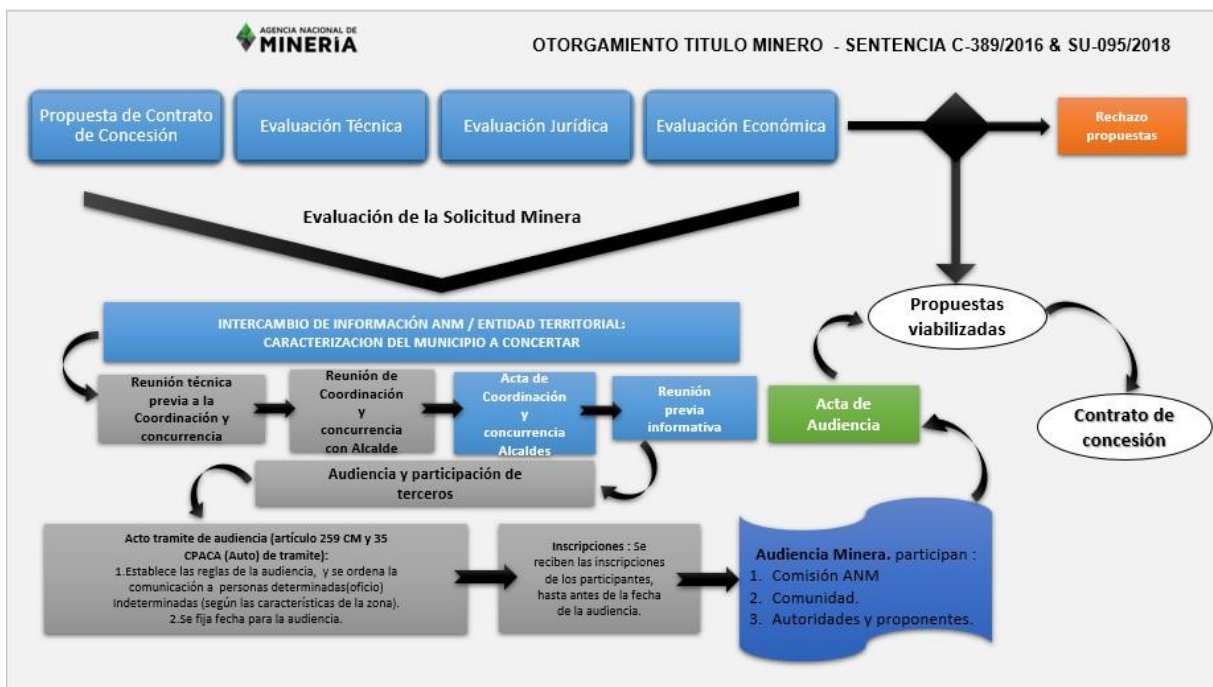 AGENCIA NACIONAL DE
MINERÍA
OTORGAMIENTO TITULO MINERO - SENTENCIA C-389/2016 & SU-095/2018
Propuesta de Contrato
de Concesión
Evaluación Técnica
Evaluación Jurídica
Evaluación Económica
Rechazo
propuestas
Evaluación de la Solicitud Minera
Propuestas
viabilizadas
INTERCAMBIO DE INFORMACIÓN ANM / ENTIDAD TERRITORIAL:
CARACTERIZACION DEL MUNICIPIO A CONCERTAR
Reunión técnica
previa a la
Coordinación y
concurrencia
Reunión de
Coordinación
y
concurrencia
con Alcalde
Acta de
Coordinación
y
concurrencia
Alcaldes
Reunión
previa
informativa
Acta de
Audiencia
Contrato de
concesión
Audiencia y participación de
terceros
Acto tramite de audiencia (artículo 259 CM y 35
CPACA (Auto) de tramite):
1.Establece las reglas de la audiencia, y se ordena la
comunicación a personas determinadas(oficio)
Indeterminadas (según las características de la zona).
2.Se fija fecha para la audiencia.
Inscripciones : Se
reciben las inscripciones
de los participantes,
hasta antes de la fecha
de la audiencia.
Audiencia Minera. participan :
1. Comisión ANM
2. Comunidad.
3. Autoridades y proponentes.